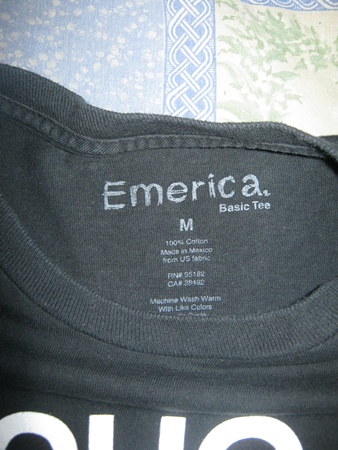 Emerica.
Basic Tee
M
100% Cotton
Made in Mexico
from US fabric
RN# 95182
CA# 28492
Machine Wash Warm
With Like Colors